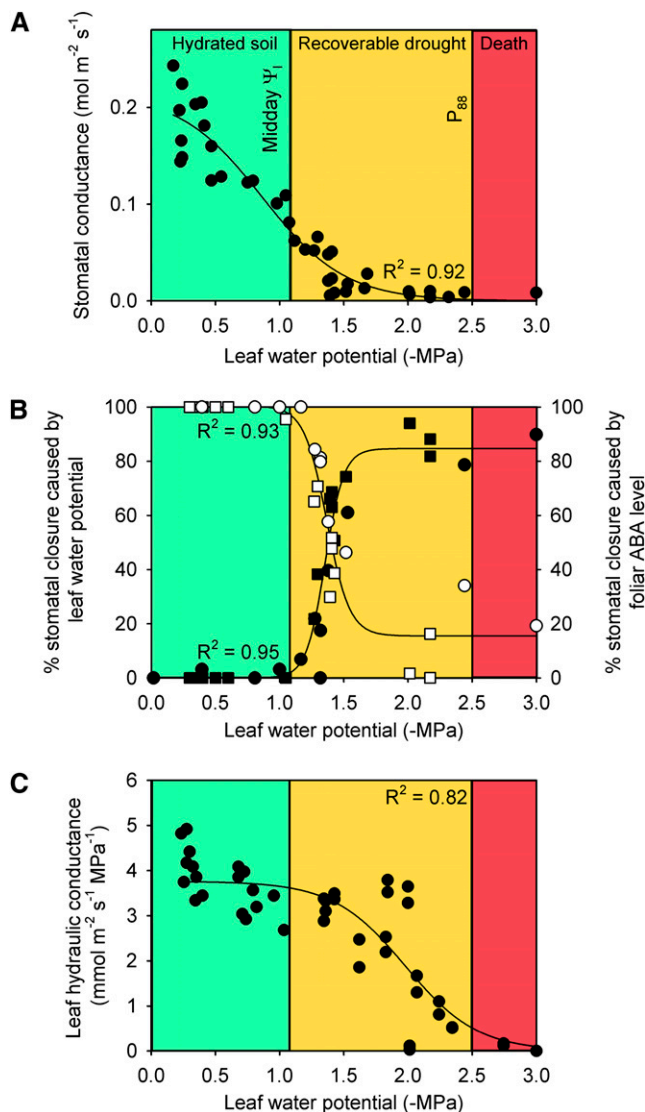 A
Hydrated soil
Recoverable drought
Death
Midday Ψl
P88
Stomatal conductance (mol m-2 s-1)
0.2
0.1
0.0
R2 = 0.92
0.0 0.5 1.0 1.5 2.0 2.5 3.0
Leaf water potential (-MPa)
B
% stomatal closure caused by
leaf water potential
100
80
60
40
20
0
R2 = 0.93
R2 = 0.95
100
80
60
40
20
0
% stomatal closure caused by
foliar ABA level
0.0 0.5 1.0 1.5 2.0 2.5 3.0
Leaf water potential (-MPa)
C
Leaf hydraulic conductance
(mmol m-2 s-1 MPa-1)
6
5
4
3
2
1
0
R2 = 0.82
0.0 0.5 1.0 1.5 2.0 2.5 3.0
Leaf water potential (-MPa)